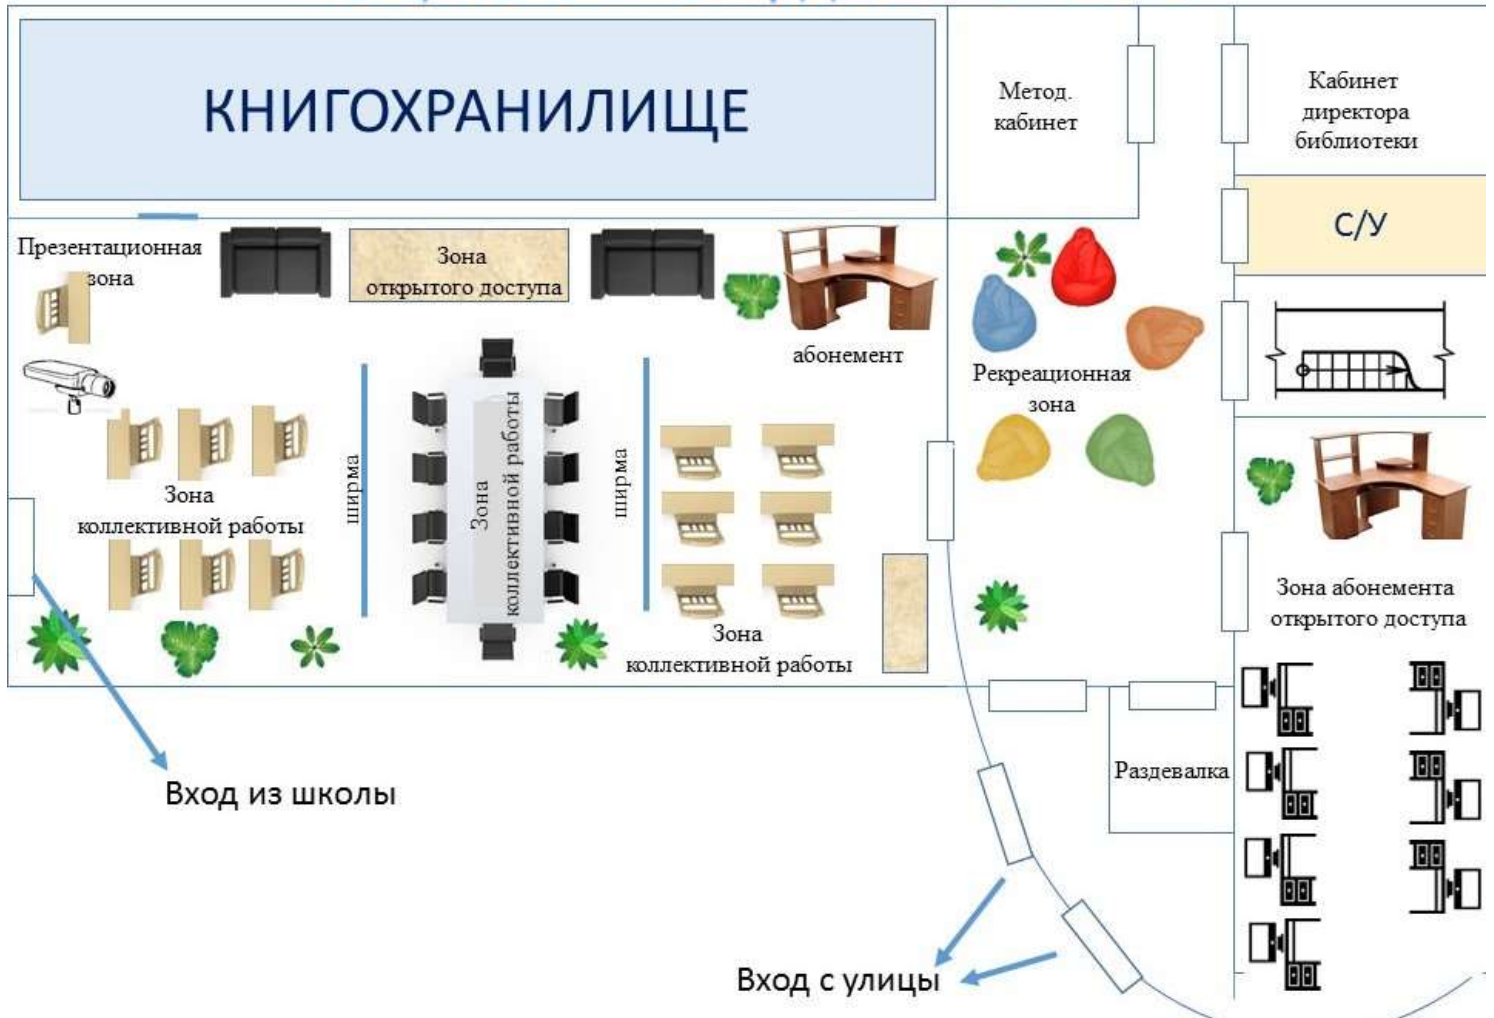 КНИГОХРАНИЛИЩЕ
Метод.
кабинет
Кабинет
директора
библиотеки
С/У
Презентационная
зона
Зона
открытого доступа
абонемент
Рекреационная
зона
Зона
коллективной работы
ширма
Зона
коллективной работы
ширма
Зона
коллективной работы
Зона абонемента
открытого доступа
Раздевалка
Вход из школы
Вход с улицы